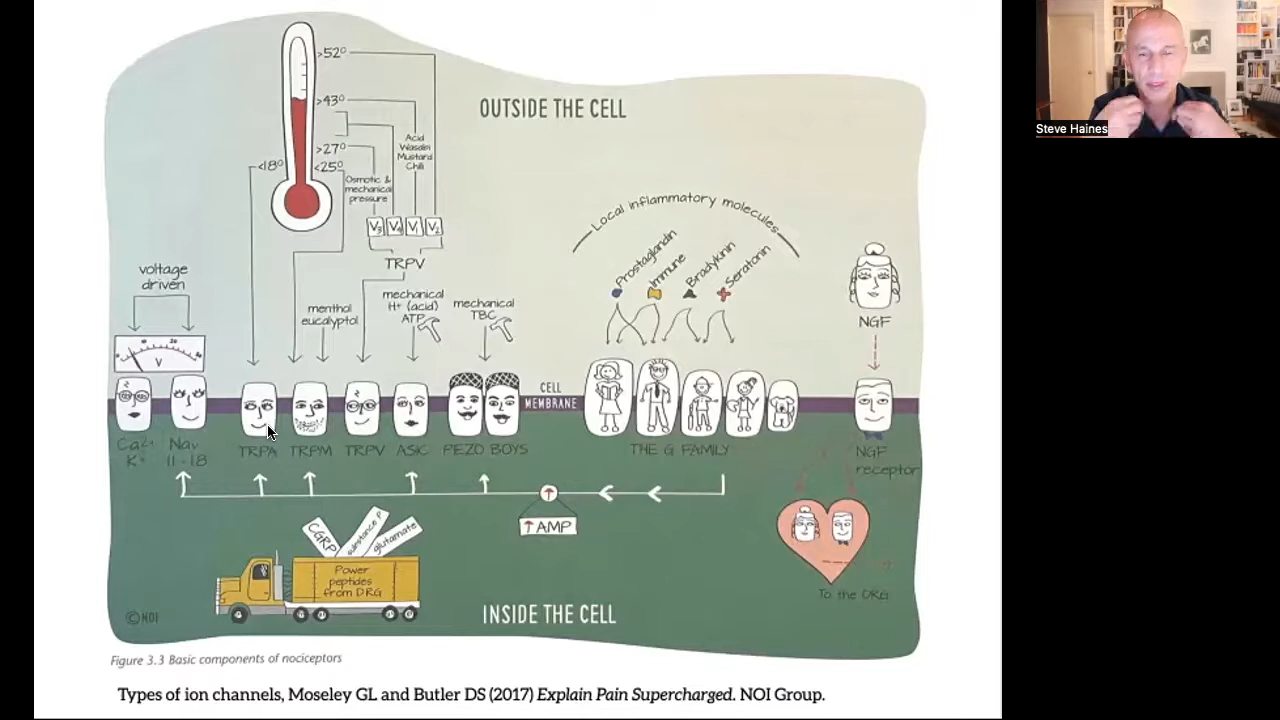 Steve Haines
OUTSIDE THE CELL
>52°
>43°
>27°
<18°
<25°
Acid
Wasabi
Mustard
Chili
Osmotic &
mechanical
pressure
V3 V4 V1 V2
TRPV
voltage
driven
V
menthol
eucalyptol
mechanical
H+ (acid)
ATP
mechanical
TBC
Local inflammatory molecules
Prostaglandin
Immune
Bradykinin
Seratonin
NGF
CELL
MEMBRANE
Ca2+
K+
Nav
1.1 - 1.8
TRPA
TRPM
TRPV
ASIC
PEZO BOYS
THE G FAMILY
NGF
receptor
↑ AMP
CGRP
substance P
glutamate
Power
peptides
from DRG
To the DRG
INSIDE THE CELL
©NOI
Figure 3.3 Basic components of nociceptors
Types of ion channels, Moseley GL and Butler DS (2017) Explain Pain Supercharged. NOI Group.